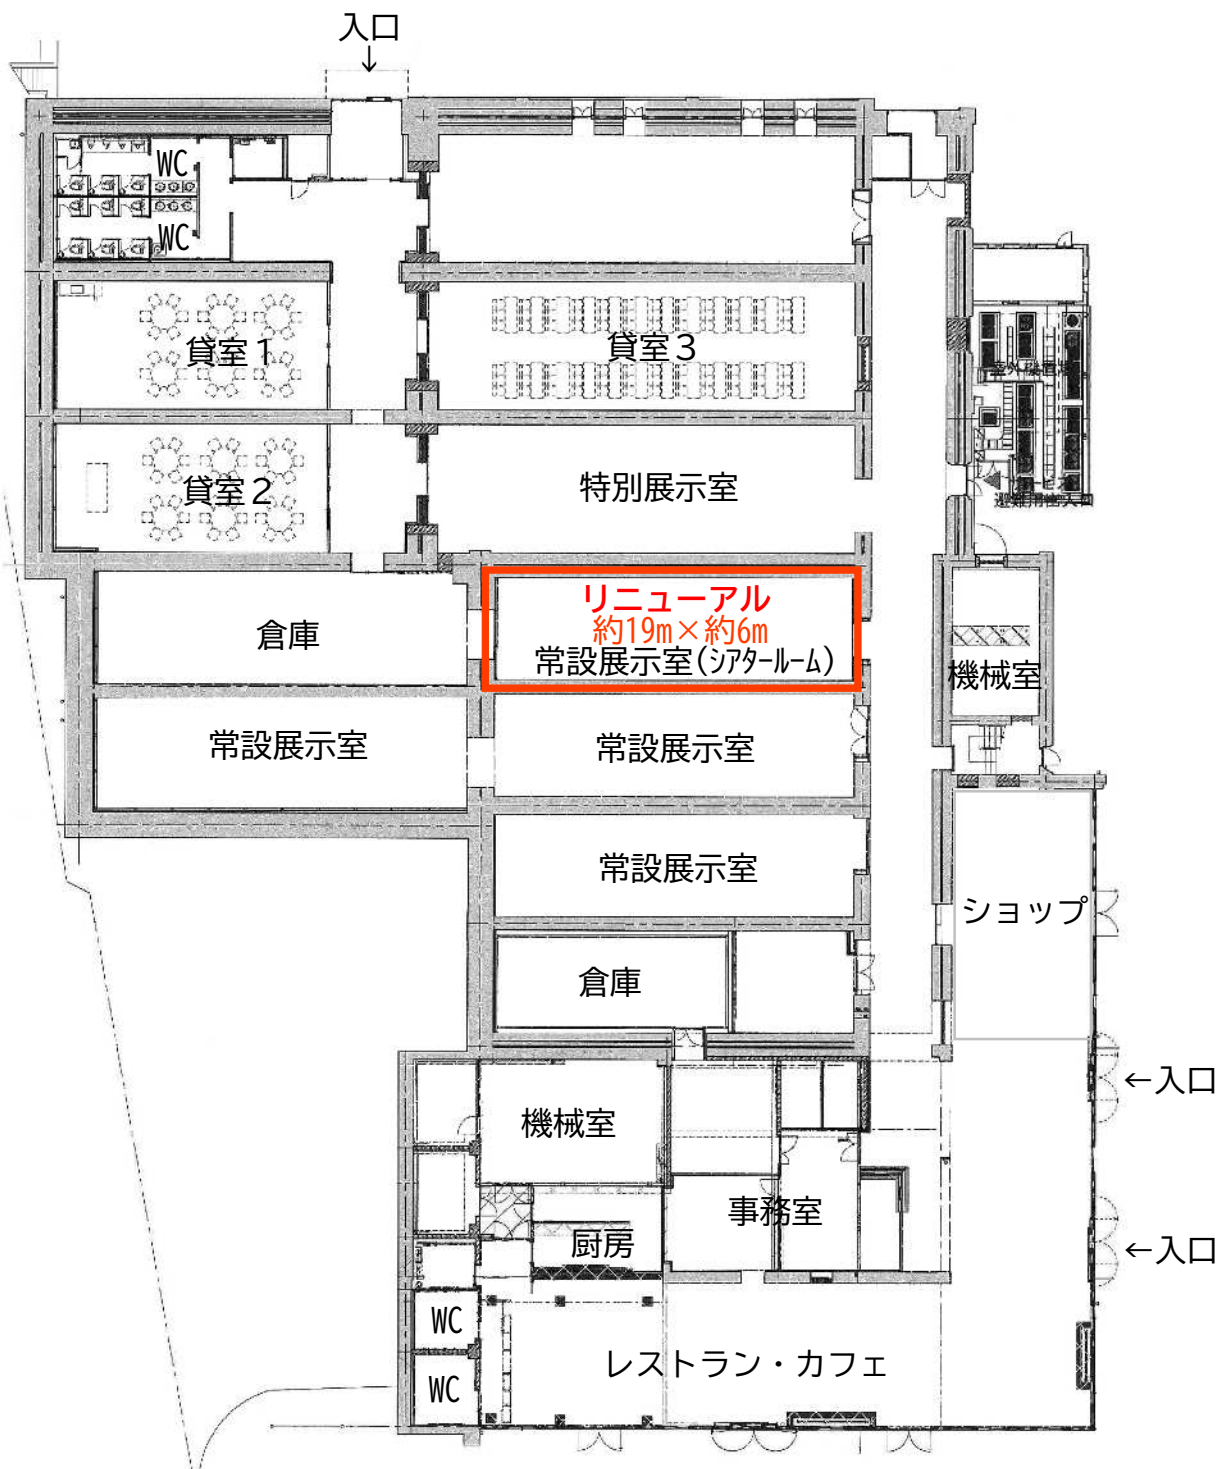 入口
↓
WC
WC
貸室1
貸室3
貸室2
特別展示室
倉庫
リニューアル
約19m×約6m
常設展示室(シアタールーム)
機械室
常設展示室
常設展示室
常設展示室
ショップ
倉庫
←入口
機械室
事務室
厨房
←入口
WC
レストラン・カフェ
WC